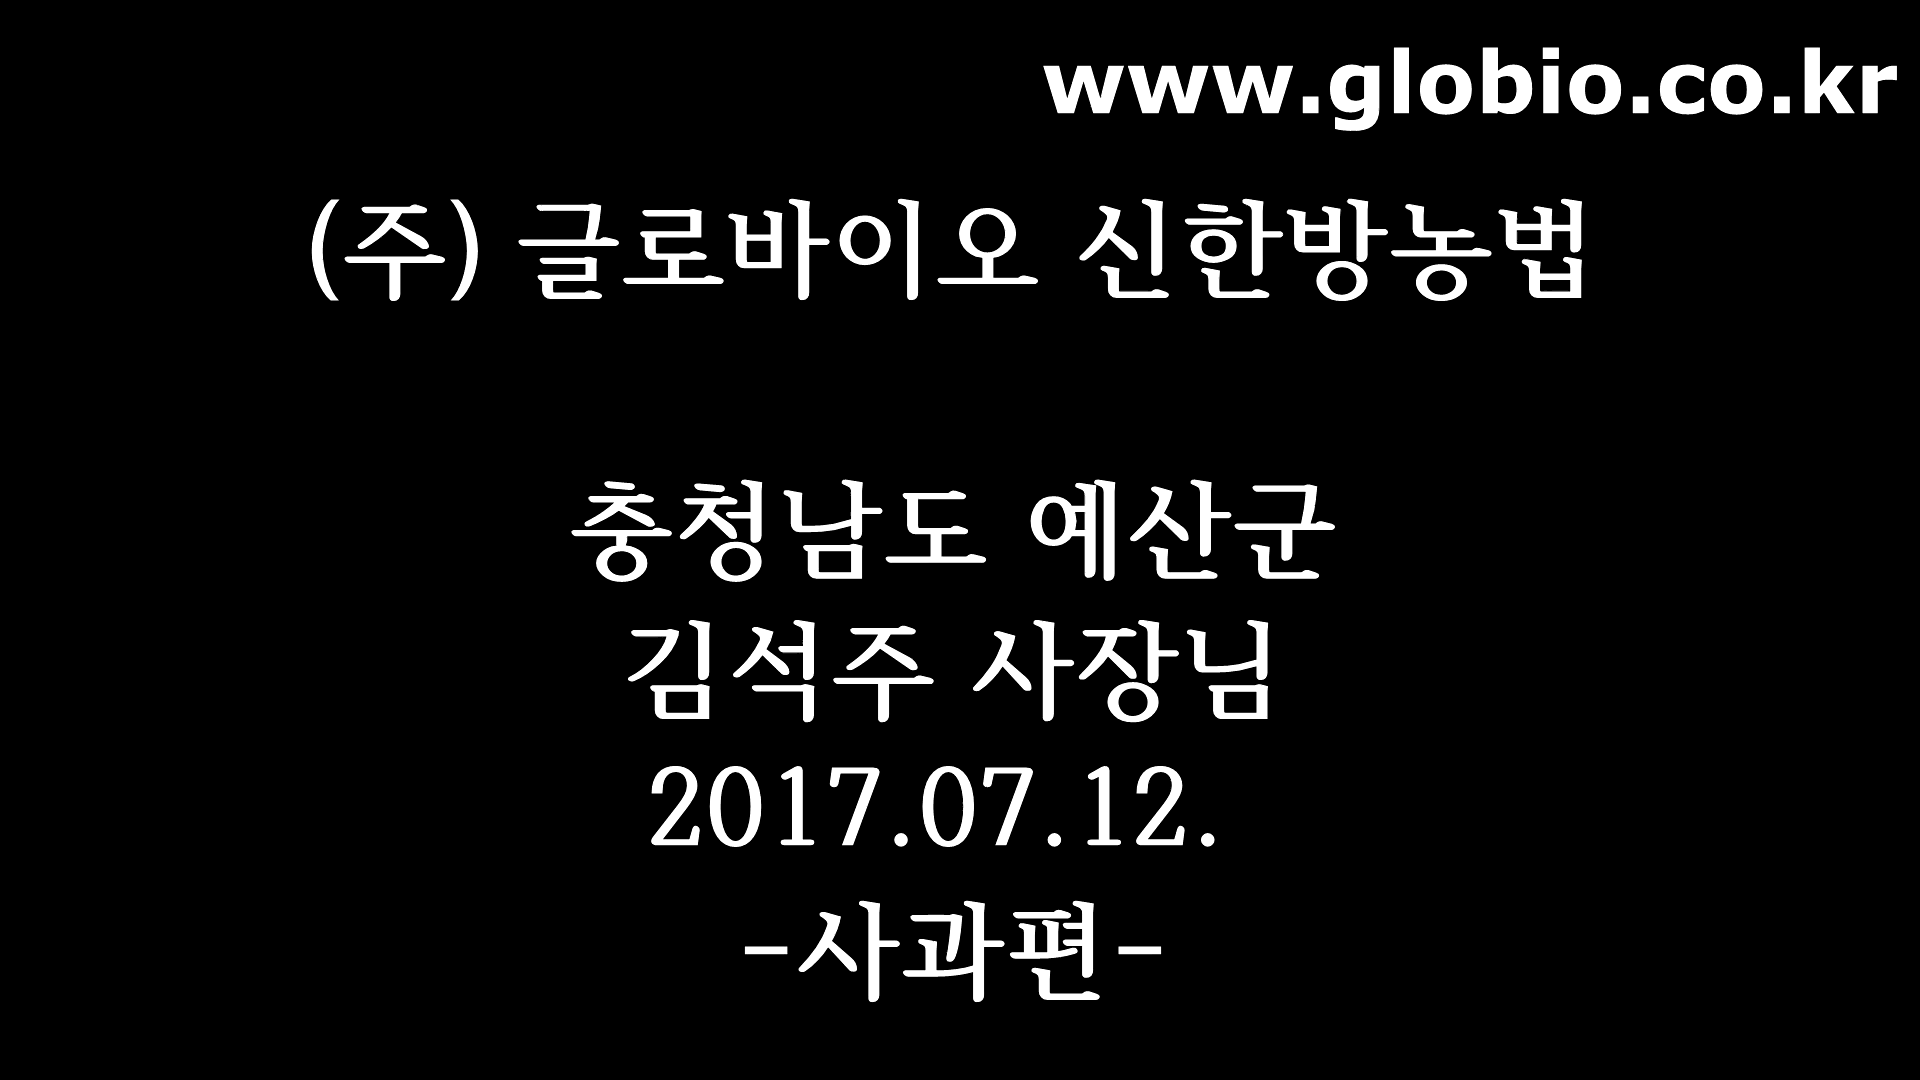 www.globio.co.kr
(주) 글로바이오 신한방농법
충청남도 예산군
김석주 사장님
2017.07.12.
-사과편-